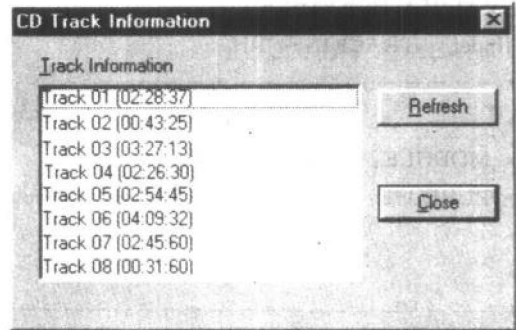 CD Track Information
Track Information
Track 01 (02:28:37)
Track 02 (00:43:25)
Track 03 (03:27:13)
Track 04 (02:26:30)
Track 05 (02:54:45)
Track 06 (04:09:32)
Track 07 (02:45:60)
Track 08 (00:31:60)
Refresh
Close